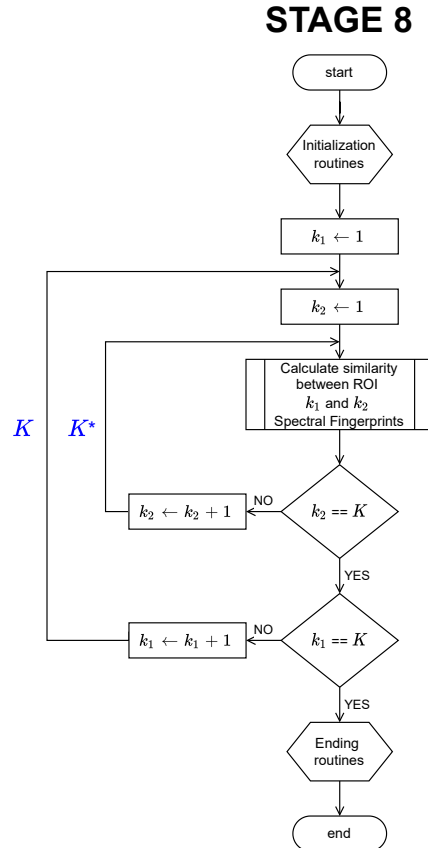 STAGE 8
start
Initialization
routines
k₁ ← 1
k₂ ← 1
Calculate similarity
between ROI
k₁ and k₂
Spectral Fingerprints
K
K*
k₂ ← k₂ + 1
NO
k₂ == K
YES
k₁ ← k₁ + 1
NO
k₁ == K
YES
Ending
routines
end